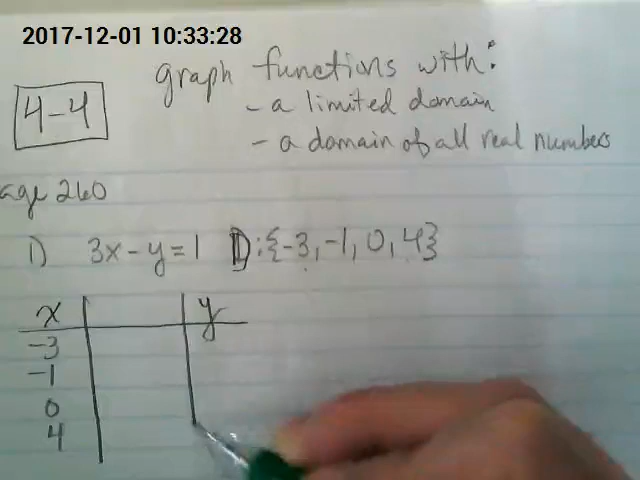 2017-12-01 10:33:28
graph functions with:
4-4
- a limited domain
- a domain of all real numbers
age 260
1) 3x - y = 1 D: {-3, -1, 0, 4}
x y
-3
-1
0
4